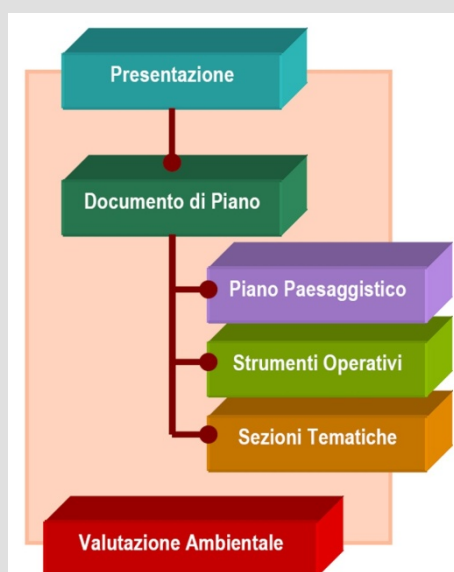 Presentazione
Documento di Piano
Piano Paesaggistico
Strumenti Operativi
Sezioni Tematiche
Valutazione Ambientale